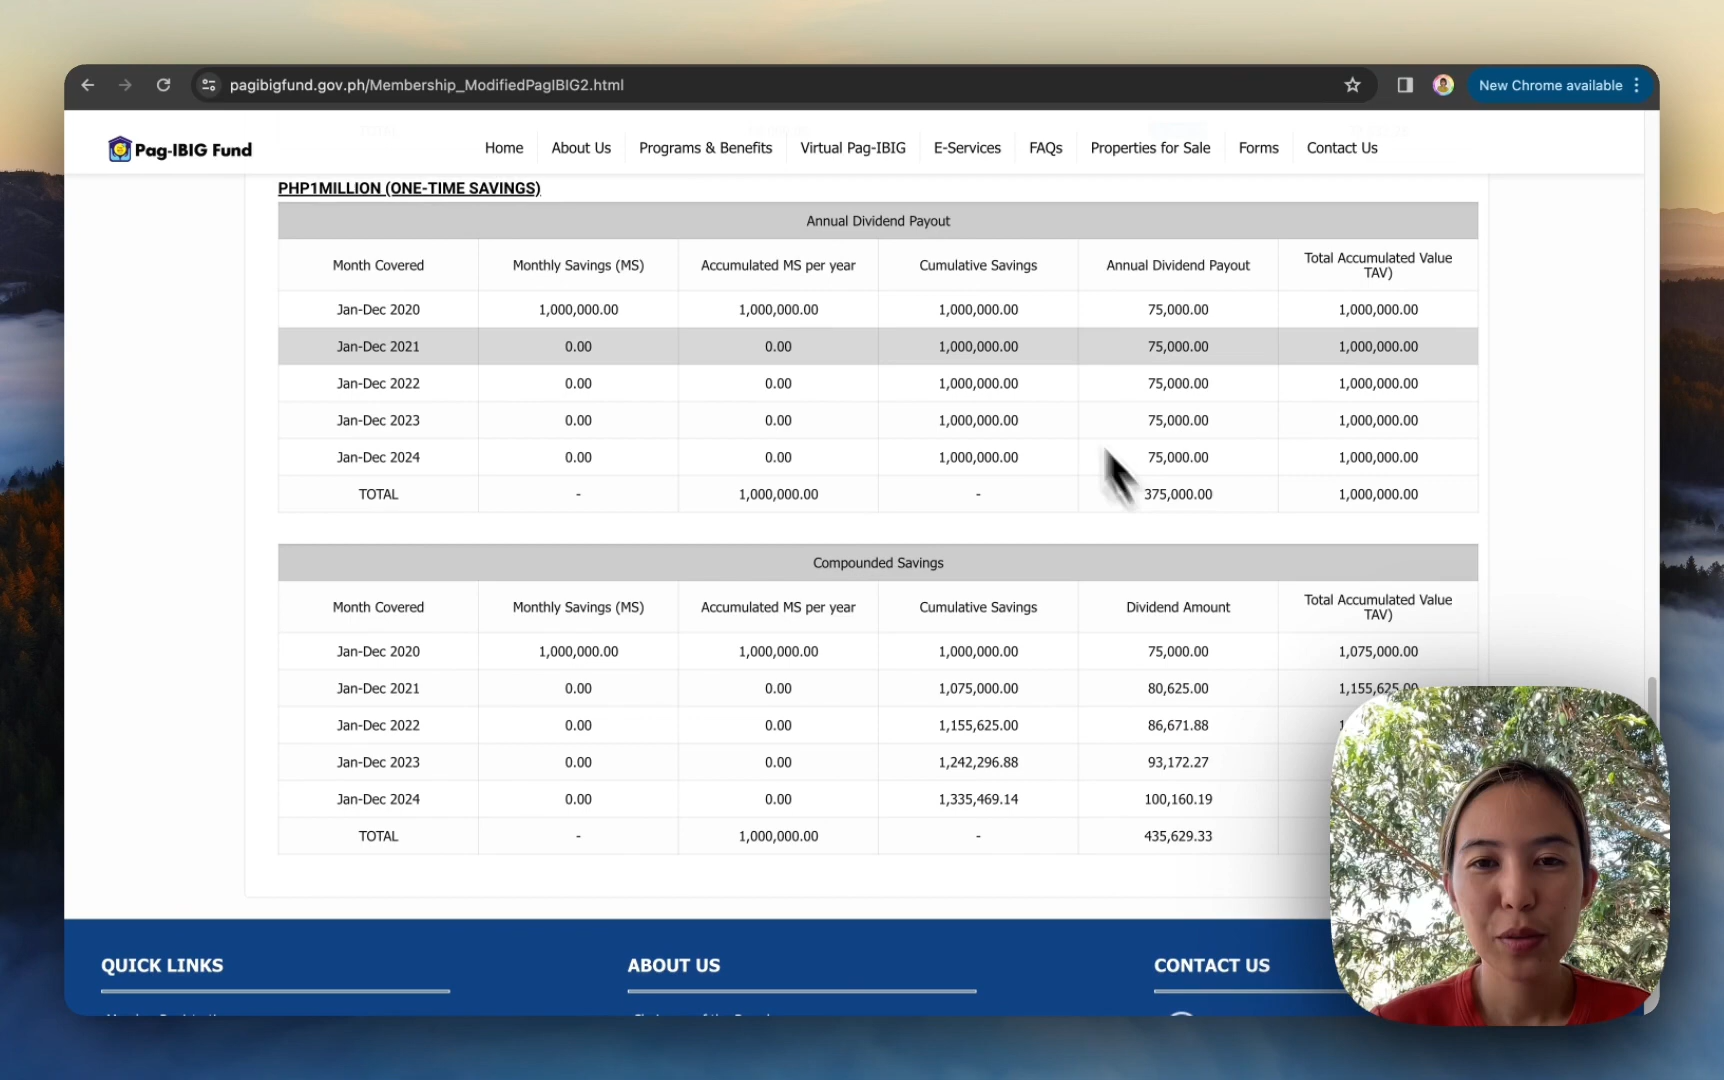 pagibigfund.gov.ph/Membership_ModifiedPagIBIG2.html
New Chrome available
Pag-IBIG Fund
Home About Us Programs & Benefits Virtual Pag-IBIG E-Services FAQs Properties for Sale Forms Contact Us
PHP1MILLION (ONE-TIME SAVINGS)
Annual Dividend Payout
Month Covered Monthly Savings (MS) Accumulated MS per year Cumulative Savings Annual Dividend Payout Total Accumulated Value TAV)
Jan-Dec 2020 1,000,000.00 1,000,000.00 1,000,000.00 75,000.00 1,000,000.00
Jan-Dec 2021 0.00 0.00 1,000,000.00 75,000.00 1,000,000.00
Jan-Dec 2022 0.00 0.00 1,000,000.00 75,000.00 1,000,000.00
Jan-Dec 2023 0.00 0.00 1,000,000.00 75,000.00 1,000,000.00
Jan-Dec 2024 0.00 0.00 1,000,000.00 75,000.00 1,000,000.00
TOTAL - 1,000,000.00 - 375,000.00 1,000,000.00
Compounded Savings
Month Covered Monthly Savings (MS) Accumulated MS per year Cumulative Savings Dividend Amount Total Accumulated Value TAV)
Jan-Dec 2020 1,000,000.00 1,000,000.00 1,000,000.00 75,000.00 1,075,000.00
Jan-Dec 2021 0.00 0.00 1,075,000.00 80,625.00 1,155,625.00
Jan-Dec 2022 0.00 0.00 1,155,625.00 86,671.88
Jan-Dec 2023 0.00 0.00 1,242,296.88 93,172.27
Jan-Dec 2024 0.00 0.00 1,335,469.14 100,160.19
TOTAL - 1,000,000.00 - 435,629.33
QUICK LINKS ABOUT US CONTACT US